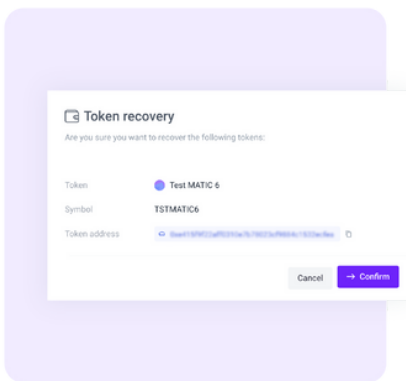 Token recovery
Are you sure you want to recover the following tokens:
Token Test MATIC 6
Symbol TSTMATIC6
Token address
Cancel → Confirm